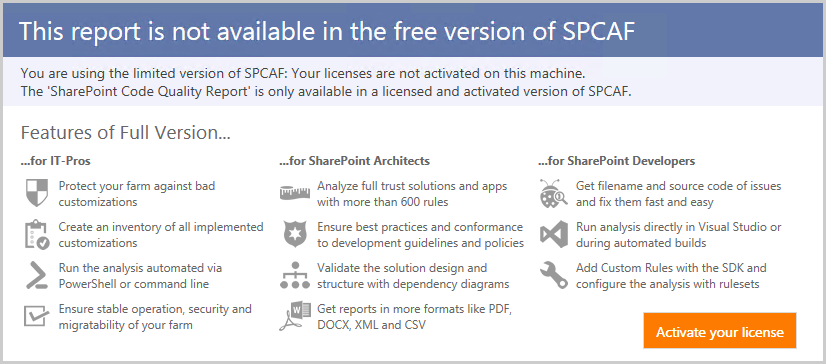 This report is not available in the free version of SPCAF
You are using the limited version of SPCAF: Your licenses are not activated on this machine.
The 'SharePoint Code Quality Report' is only available in a licensed and activated version of SPCAF.
Features of Full Version...
...for IT-Pros
Protect your farm against bad
customizations
Create an inventory of all implemented
customizations
Run the analysis automated via
PowerShell or command line
Ensure stable operation, security and
migratability of your farm
...for SharePoint Architects
Analyze full trust solutions and apps
with more than 600 rules
Ensure best practices and conformance
to development guidelines and policies
Validate the solution design and
structure with dependency diagrams
Get reports in more formats like PDF,
DOCX, XML and CSV
...for SharePoint Developers
Get filename and source code of issues
and fix them fast and easy
Run analysis directly in Visual Studio or
during automated builds
Add Custom Rules with the SDK and
configure the analysis with rulesets
Activate your license